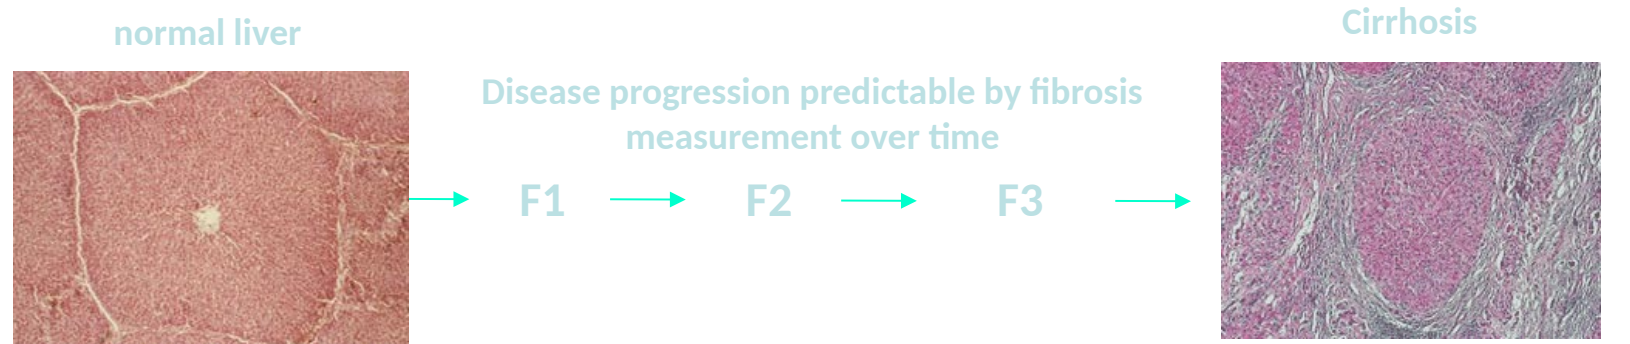 normal liver
Cirrhosis
Disease progression predictable by fibrosis
measurement over time
F1
F2
F3